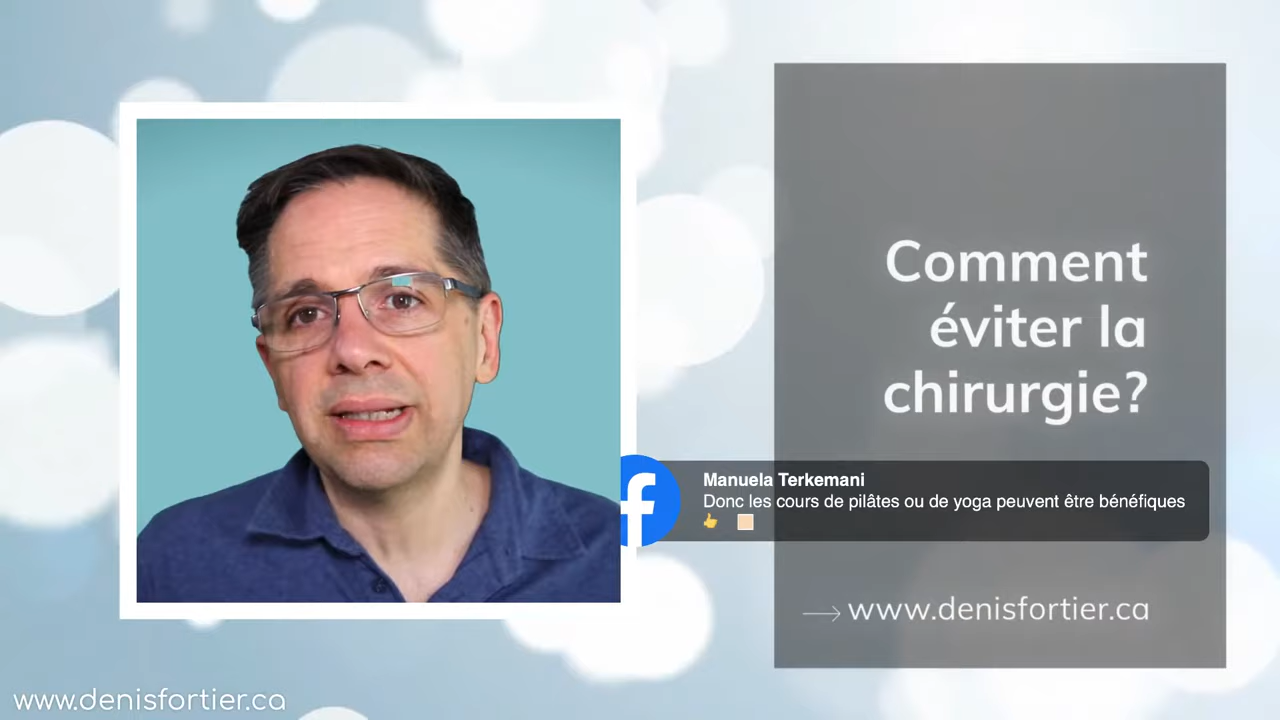 Comment
éviter la
chirurgie?
Manuela Terkemani
Donc les cours de pilâtes ou de yoga peuvent être bénéfiques
www.denisfortier.ca
www.denisfortier.ca